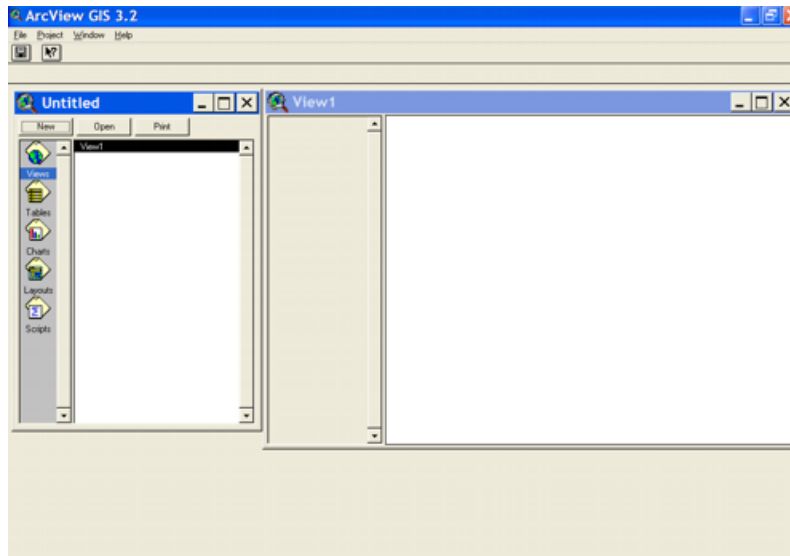 ArcView GIS 3.2
File Project Window Help
Untitled
New Open Print
View1
Views
Tables
Charts
Layouts
Scripts
View1